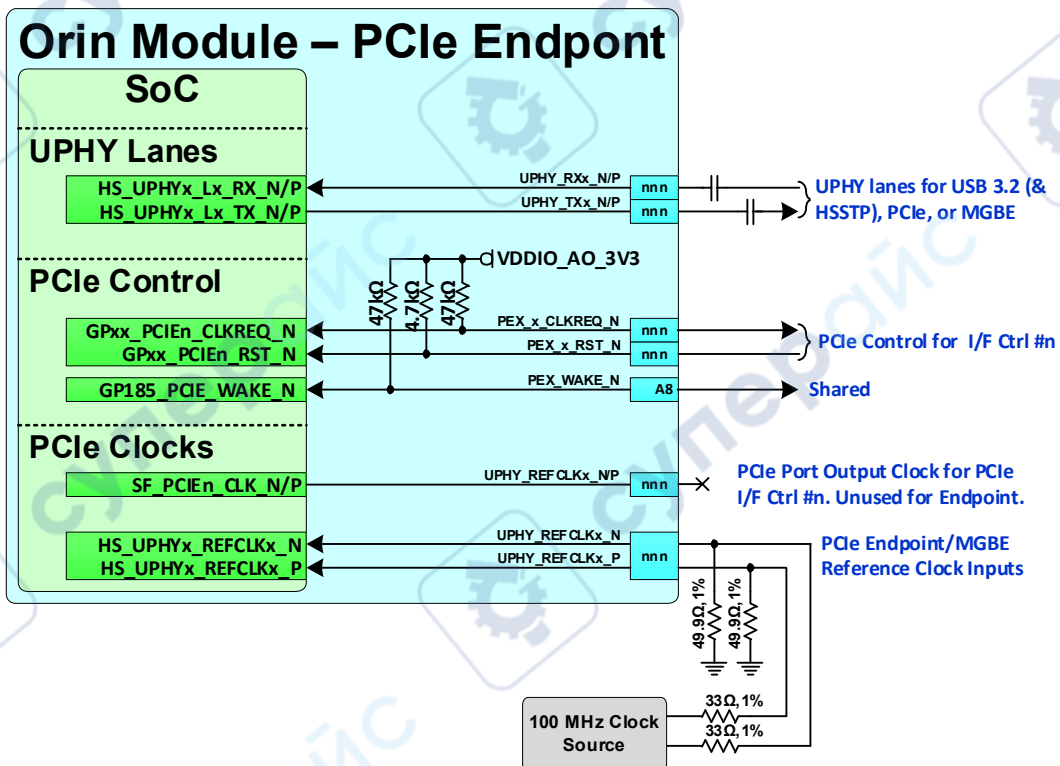 Orin Module – PCIe Endpont
SoC
UPHY Lanes
HS_UPHYx_Lx_RX_N/P
HS_UPHYx_Lx_TX_N/P
UPHY_RXx_N/P
UPHY_TXx_N/P
nnn
nnn
UPHY lanes for USB 3.2 (&
HSSTP), PCIe, or MGBE
VDDIO_AO_3V3
47kΩ
4.7kΩ
47kΩ
PCIe Control
GPxx_PCIEn_CLKREQ_N
GPxx_PCIEn_RST_N
GP185_PCIE_WAKE_N
PEX_x_CLKREQ_N
PEX_x_RST_N
PEX_WAKE_N
nnn
nnn
A8
PCIe Control for I/F Ctrl #n
Shared
PCIe Clocks
SF_PCIEn_CLK_N/P
UPHY_REFCLKx_N/P
nnn
PCIe Port Output Clock for PCIe
I/F Ctrl #n. Unused for Endpoint.
HS_UPHYx_REFCLKx_N
HS_UPHYx_REFCLKx_P
UPHY_REFCLKx_N
UPHY_REFCLKx_P
nnn
PCIe Endpoint/MGBE
Reference Clock Inputs
49.9Ω,1%
49.9Ω,1%
33Ω,1%
33Ω,1%
100 MHz Clock
Source
суперайс